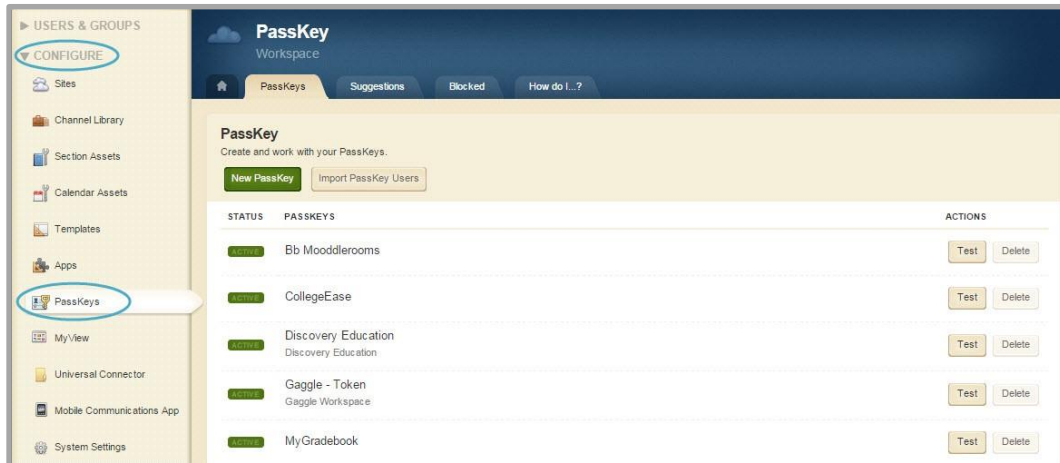 USERS & GROUPS
CONFIGURE
Sites
Channel Library
Section Assets
Calendar Assets
Templates
Apps
PassKeys
MyView
Universal Connector
Mobile Communications App
System Settings
PassKey
Workspace
PassKeys Suggestions Blocked How do I...?
PassKey
Create and work with your PassKeys.
New PassKey Import PassKey Users
STATUS PASSKEYS ACTIONS
ACTIVE Bb Mooddlerooms Test Delete
ACTIVE CollegeEase Test Delete
ACTIVE Discovery Education Test Delete
Discovery Education
ACTIVE Gaggle - Token Test Delete
Gaggle Workspace
ACTIVE MyGradebook Test Delete